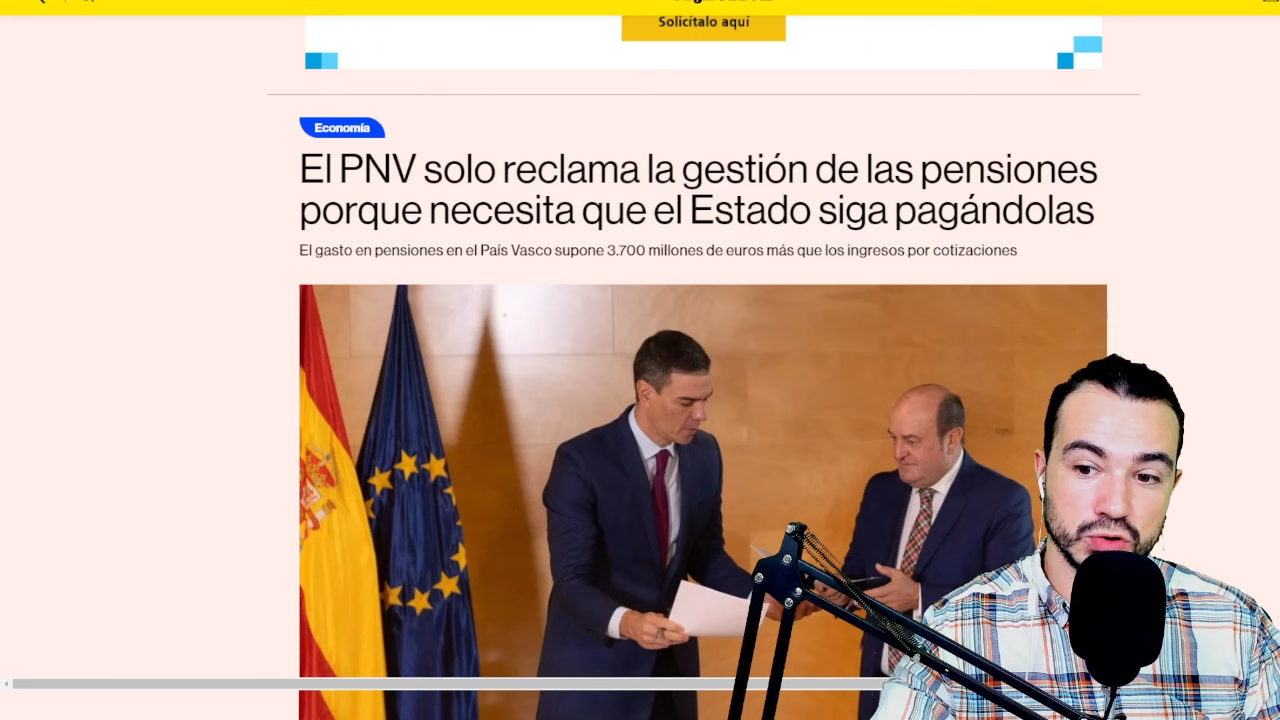 Solicítalo aquí
Economía
El PNV solo reclama la gestión de las pensiones
porque necesita que el Estado siga pagándolas
El gasto en pensiones en el País Vasco supone 3.700 millones de euros más que los ingresos por cotizaciones